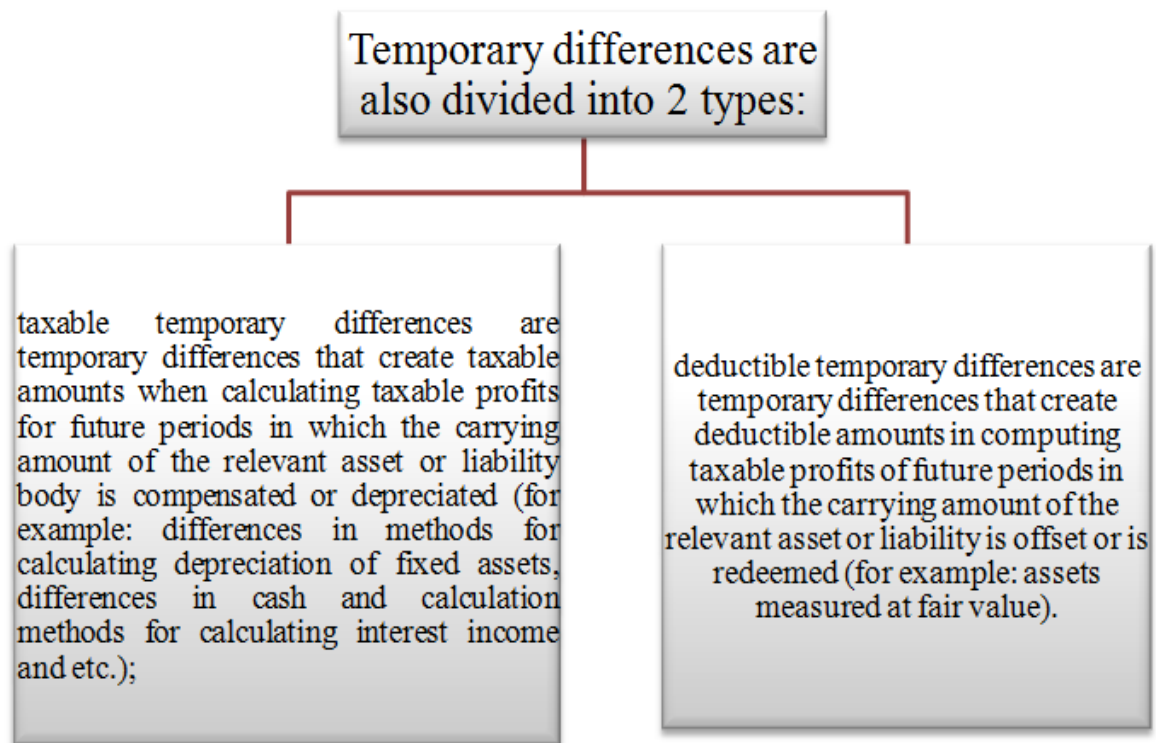 Temporary differences are
also divided into 2 types:
taxable temporary differences are
temporary differences that create taxable
amounts when calculating taxable profits
for future periods in which the carrying
amount of the relevant asset or liability
body is compensated or depreciated (for
example: differences in methods for
calculating depreciation of fixed assets,
differences in cash and calculation
methods for calculating interest income
and etc.);
deductible temporary differences are
temporary differences that create
deductible amounts in computing
taxable profits of future periods in
which the carrying amount of the
relevant asset or liability is offset or is
redeemed (for example: assets
measured at fair value).